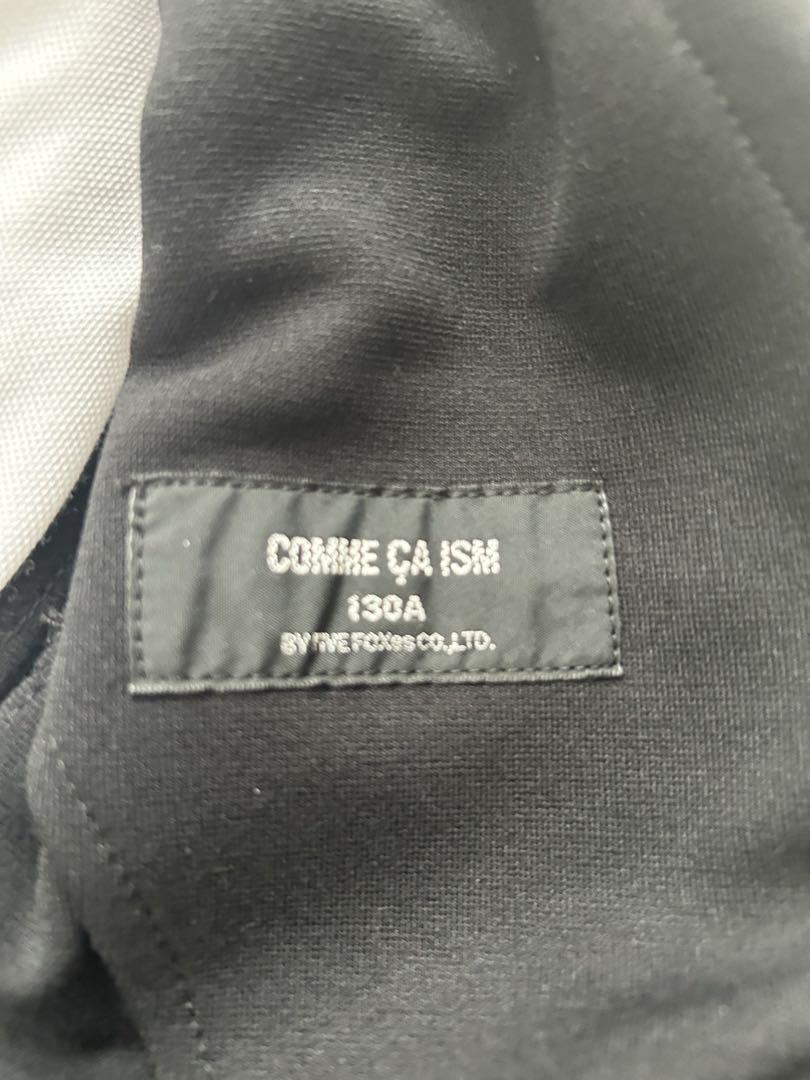 COMME ÇA ISM
130A
BY FIVE FOXes CO.,LTD.